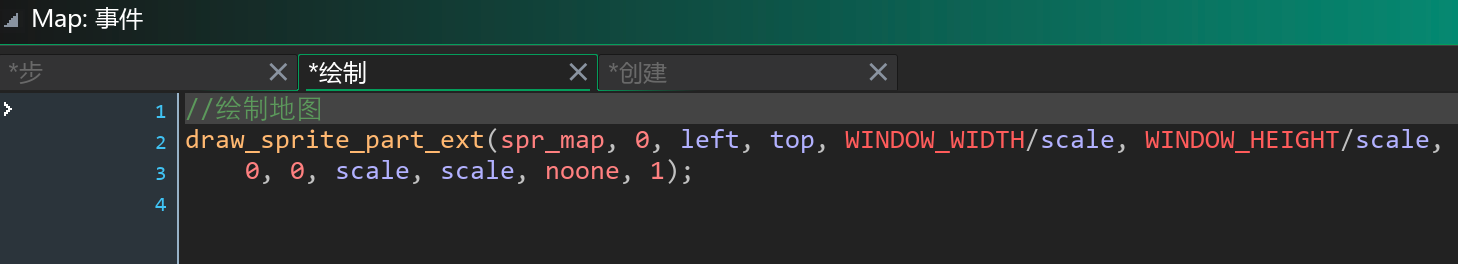 Map: 事件
*步 *绘制 *创建
1 //绘制地图
2 draw_sprite_part_ext(spr_map, 0, left, top, WINDOW_WIDTH/scale, WINDOW_HEIGHT/scale,
3 0, 0, scale, scale, noone, 1);
4